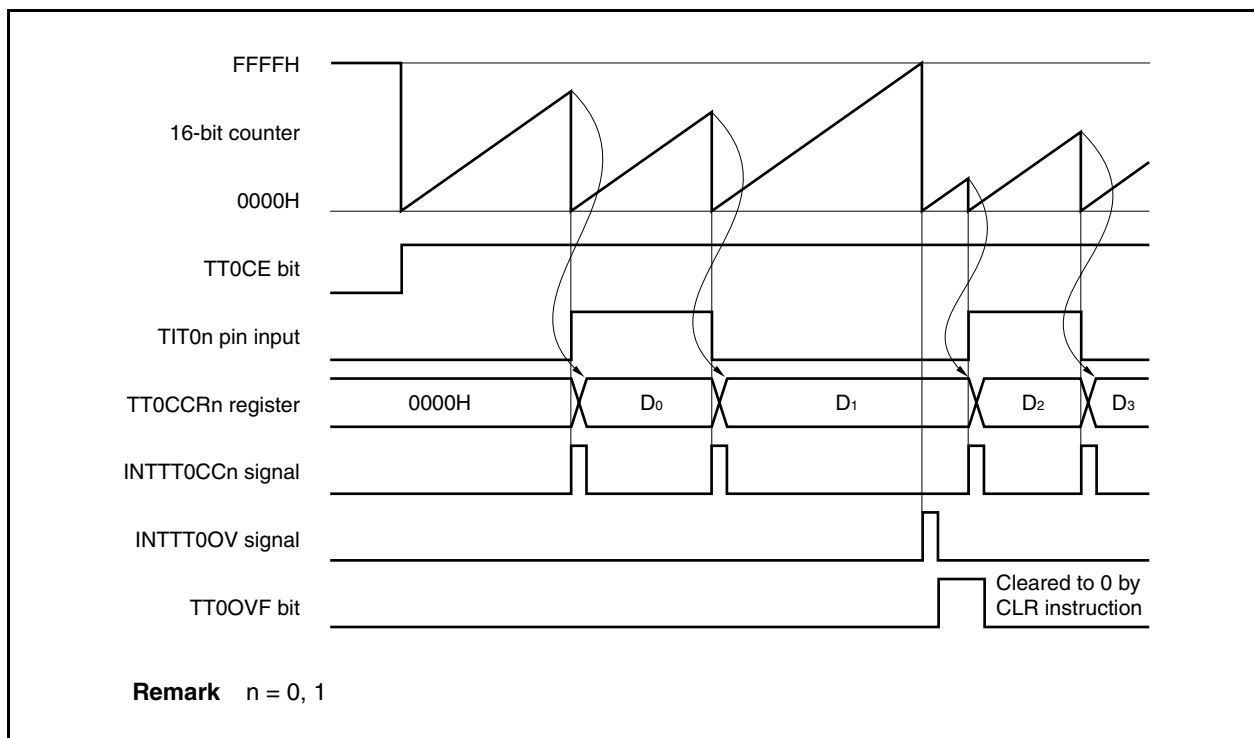 FFFFH
16-bit counter
0000H
TT0CE bit
TIT0n pin input
TT0CCRn register
0000H
D0
D1
D2
D3
INTTT0CCn signal
INTTT0OV signal
TT0OVF bit
Cleared to 0 by
CLR instruction
Remark n = 0, 1